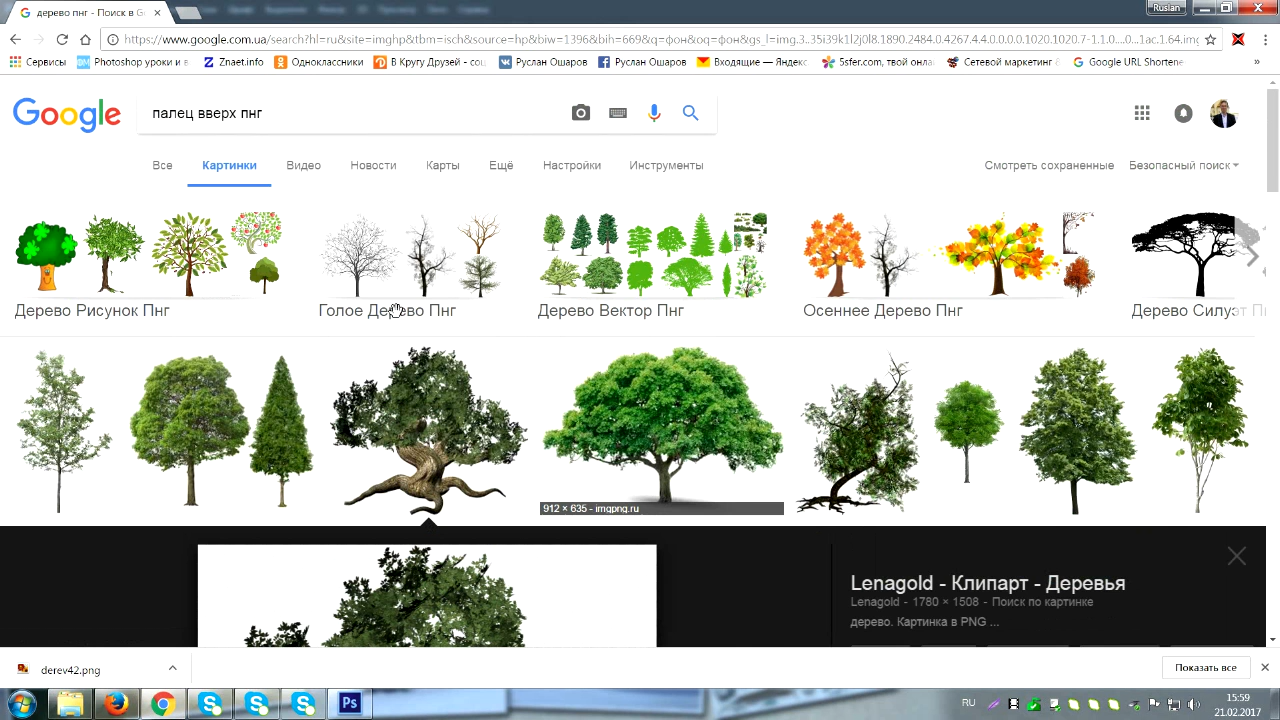 Ruslan
дерево пнг - Поиск в G
https://www.google.com.ua/search?hl=ru&site=imghp&tbm=isch&source=hp&biw=1396&bih=669&q=фон&oq=фон&gs_l=img.3..35i39k1l2j0l8.1890.2484.0.4267.4.4.0.0.0.0.1020.1020.7-1.1.0....0...1ac.1.64.img
Сервисы
Photoshop уроки и в
Znaet.info
Одноклассники
В Кругу Друзей - соц
Руслан Ошаров
Руслан Ошаров
Входящие — Яндекс
5sfer.com, твой онла
Сетевой маркетинг
Google URL Shortene
Google
палец вверх пнг
Все
Картинки
Видео
Новости
Карты
Ещё
Настройки
Инструменты
Смотреть сохраненные
Безопасный поиск
Дерево Рисунок Пнг
Голое Дерево Пнг
Дерево Вектор Пнг
Осеннее Дерево Пнг
Дерево Силуэт Пн
912 × 635 - imgpng.ru
Lenagold - Клипарт - Деревья
Lenagold - 1780 × 1508 - Поиск по картинке
дерево. Картинка в PNG ...
derev42.png
Показать все
Ps
RU
15:59
21.02.2017